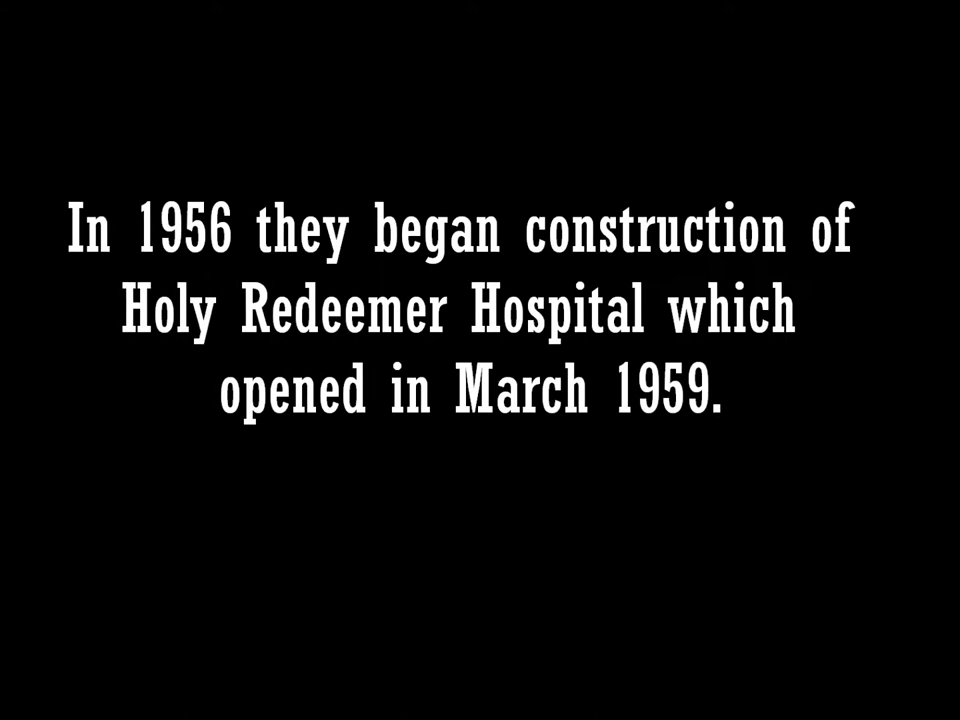 In 1956 they began construction of
Holy Redeemer Hospital which
opened in March 1959.